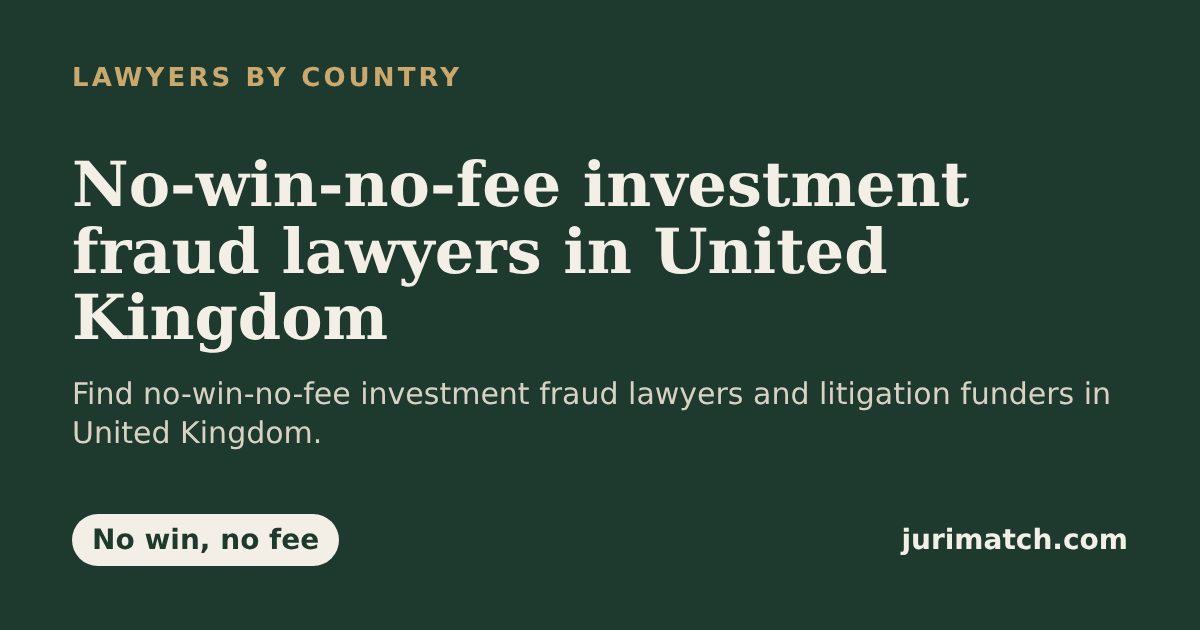 LAWYERS BY COUNTRY
No-win-no-fee investment
fraud lawyers in United
Kingdom
Find no-win-no-fee investment fraud lawyers and litigation funders in
United Kingdom.
No win, no fee
jurimatch.com